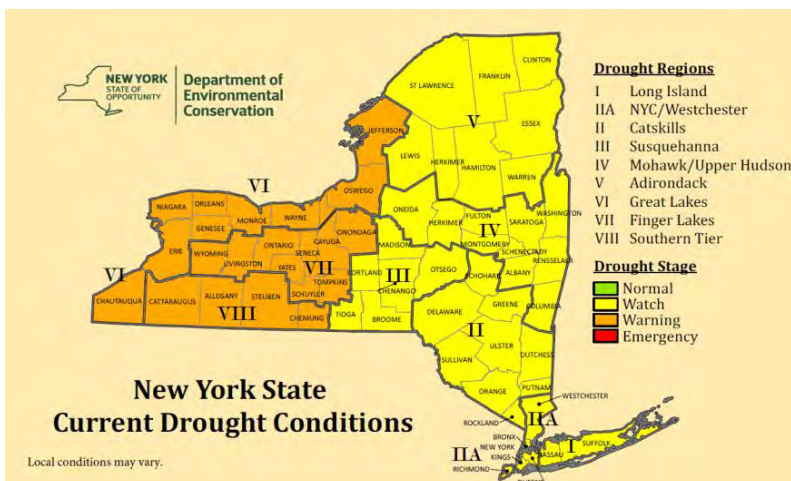 NEW YORK
STATE OF
OPPORTUNITY
Department of
Environmental
Conservation
CLINTON
FRANKLIN
ST LAWRENCE
ESSEX
V
JEFFERSON
LEWIS
HERKIMER
HAMILTON
WARREN
VI
OSWEGO
WASHINGTON
NIAGARA
ORLEANS
MONROE
WAYNE
ONEIDA
HERKIMER
FULTON
SARATOGA
GENESEE
ONONDAGA
IV
MONTGOMERY
ERIE
WYOMING
LIVINGSTON
ONTARIO
SENECA
CAYUGA
MADISON
SCHENECTADY
RENSSELAER
YATES
VII
TOMPKINS
CORTLAND
III
OTSEGO
SCHOHARIE
ALBANY
VI
CHENANGO
CHAUTAUQUA
CATTARAUGUS
ALLEGANY
STEUBEN
SCHUYLER
VIII
CHEMUNG
TIOGA
BROOME
DELAWARE
GREENE
COLUMBIA
II
ULSTER
SULLIVAN
DUTCHESS
ORANGE
PUTNAM
WESTCHESTER
ROCKLAND
IIA
BRONX
NEW YORK
KINGS
NASSAU
SUFFOLK
I
IIA
RICHMOND
Drought Regions
I Long Island
IIA NYC/Westchester
II Catskills
III Susquehanna
IV Mohawk/Upper Hudson
V Adirondack
VI Great Lakes
VII Finger Lakes
VIII Southern Tier
Drought Stage
Normal
Watch
Warning
Emergency
New York State
Current Drought Conditions
Local conditions may vary.